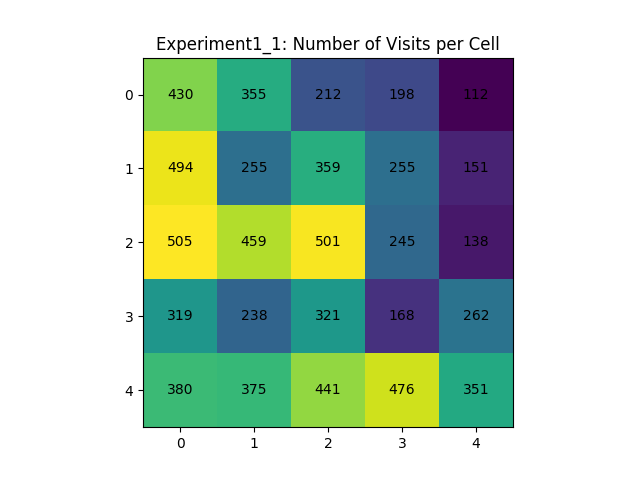 Experiment1_1: Number of Visits per Cell
0 430 355 212 198 112
1 494 255 359 255 151
2 505 459 501 245 138
3 319 238 321 168 262
4 380 375 441 476 351
0 1 2 3 4